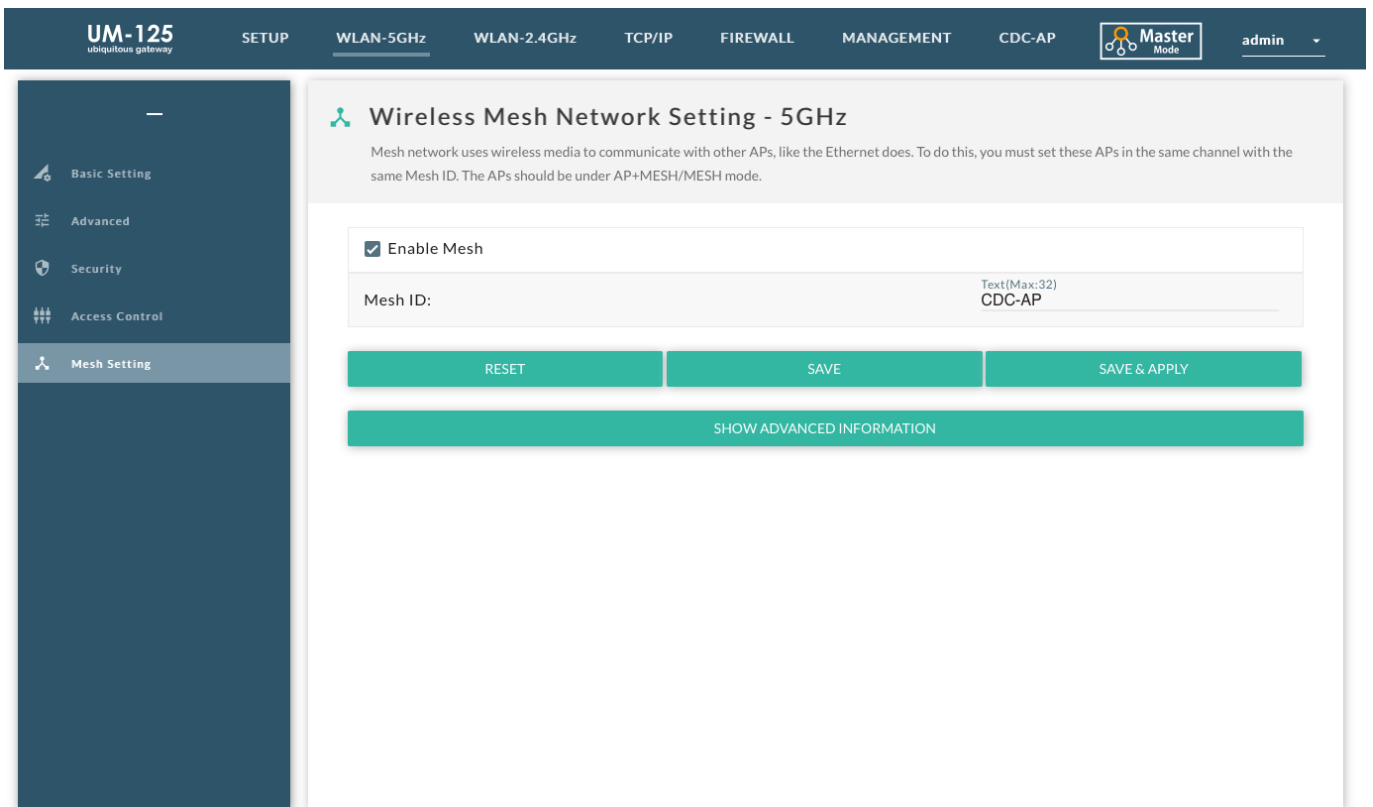 UM-125
ubiquitous gateway
SETUP
WLAN-5GHz
WLAN-2.4GHz
TCP/IP
FIREWALL
MANAGEMENT
CDC-AP
Master
Mode
admin
Basic Setting
Advanced
Security
Access Control
Mesh Setting
Wireless Mesh Network Setting - 5GHz
Mesh network uses wireless media to communicate with other APs, like the Ethernet does. To do this, you must set these APs in the same channel with the
same Mesh ID. The APs should be under AP+MESH/MESH mode.
Enable Mesh
Mesh ID:
Text(Max:32)
CDC-AP
RESET
SAVE
SAVE & APPLY
SHOW ADVANCED INFORMATION